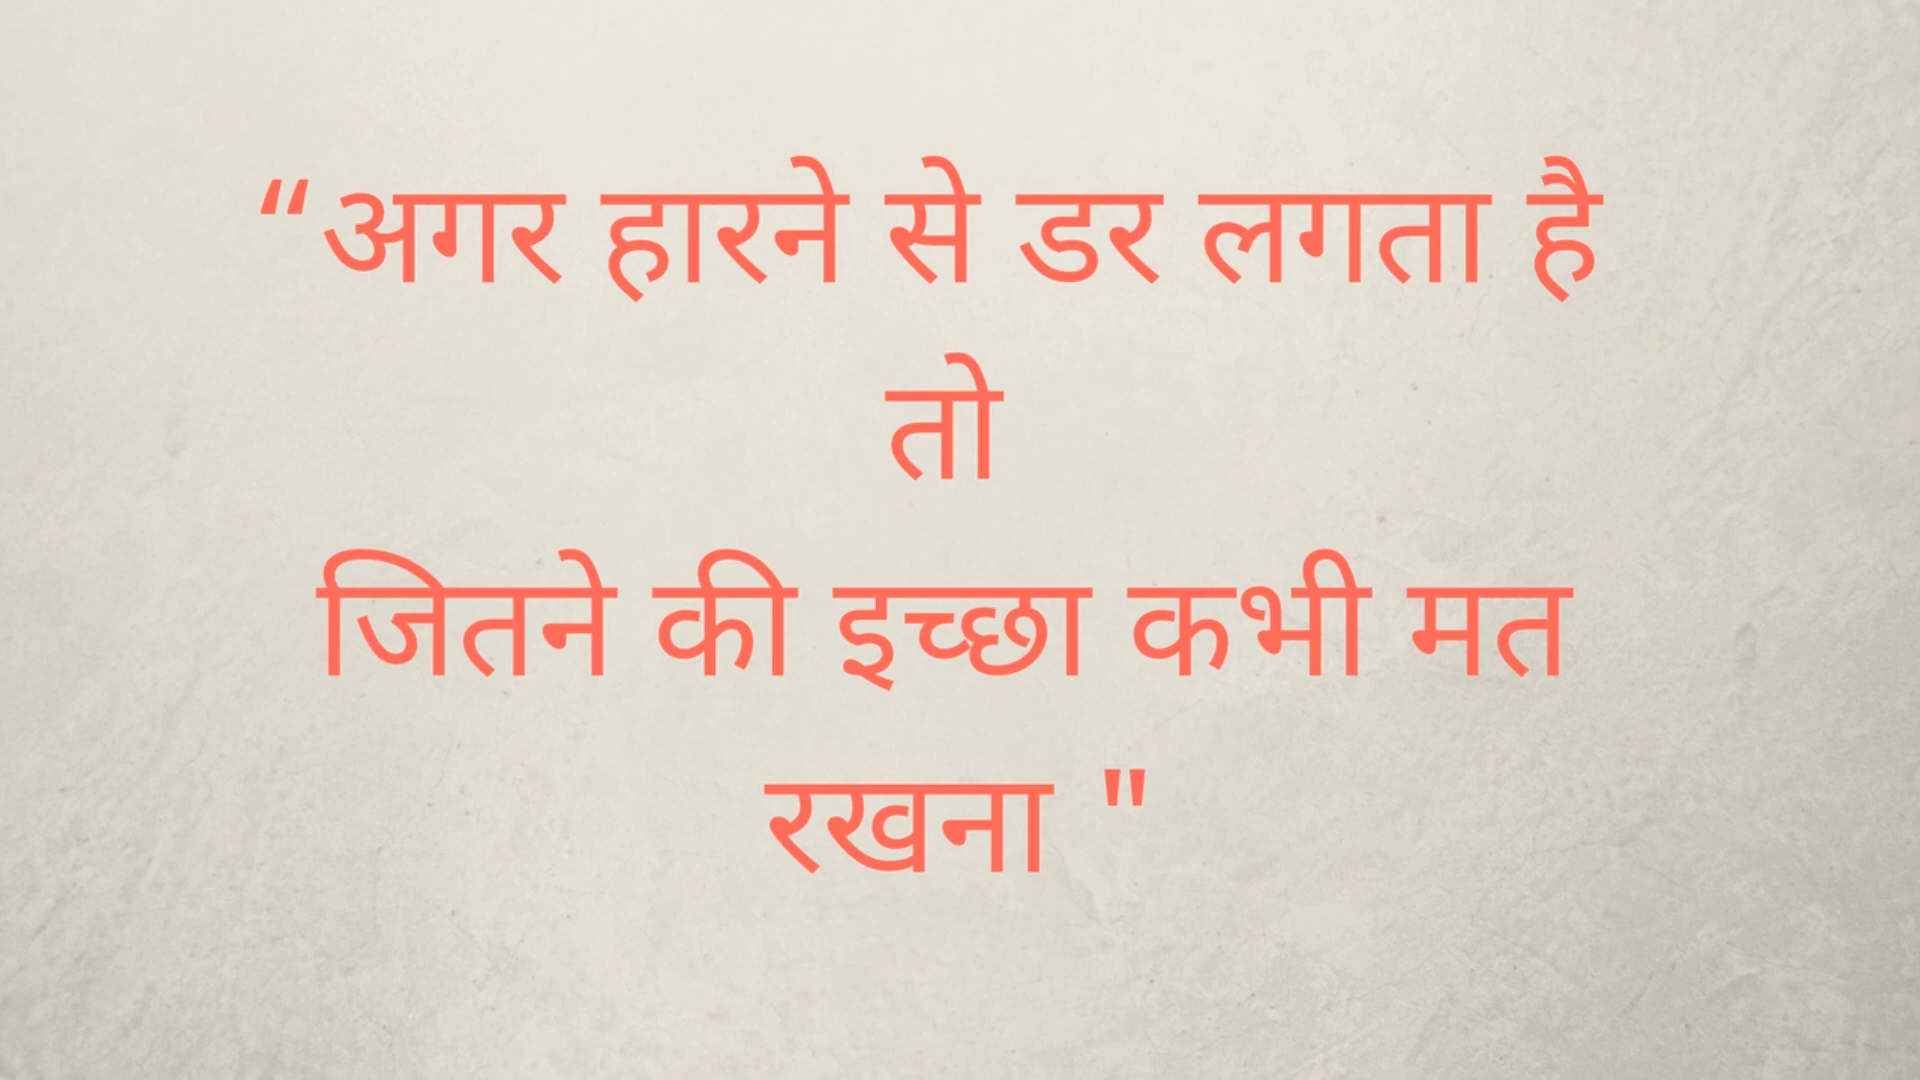 “अगर हारने से डर लगता है
तो
जितने की इच्छा कभी मत
रखना "